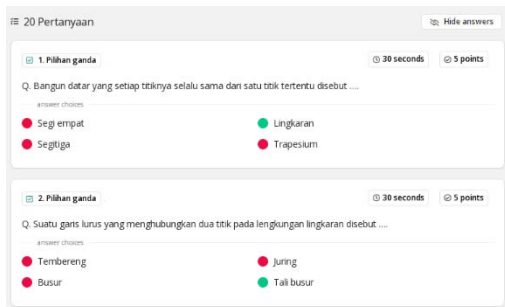 20 Pertanyaan
Hide answers
1. Pilihan ganda
30 seconds
5 points
Q. Bangun datar yang setiap titiknya selalu sama dari satu titik tertentu disebut ....
answer choices
Segi empat
Lingkaran
Segitiga
Trapesium
2. Pilihan ganda
30 seconds
5 points
Q. Suatu garis lurus yang menghubungkan dua titik pada lengkungan lingkaran disebut ....
answer choices
Tembereng
Juring
Busur
Tali busur